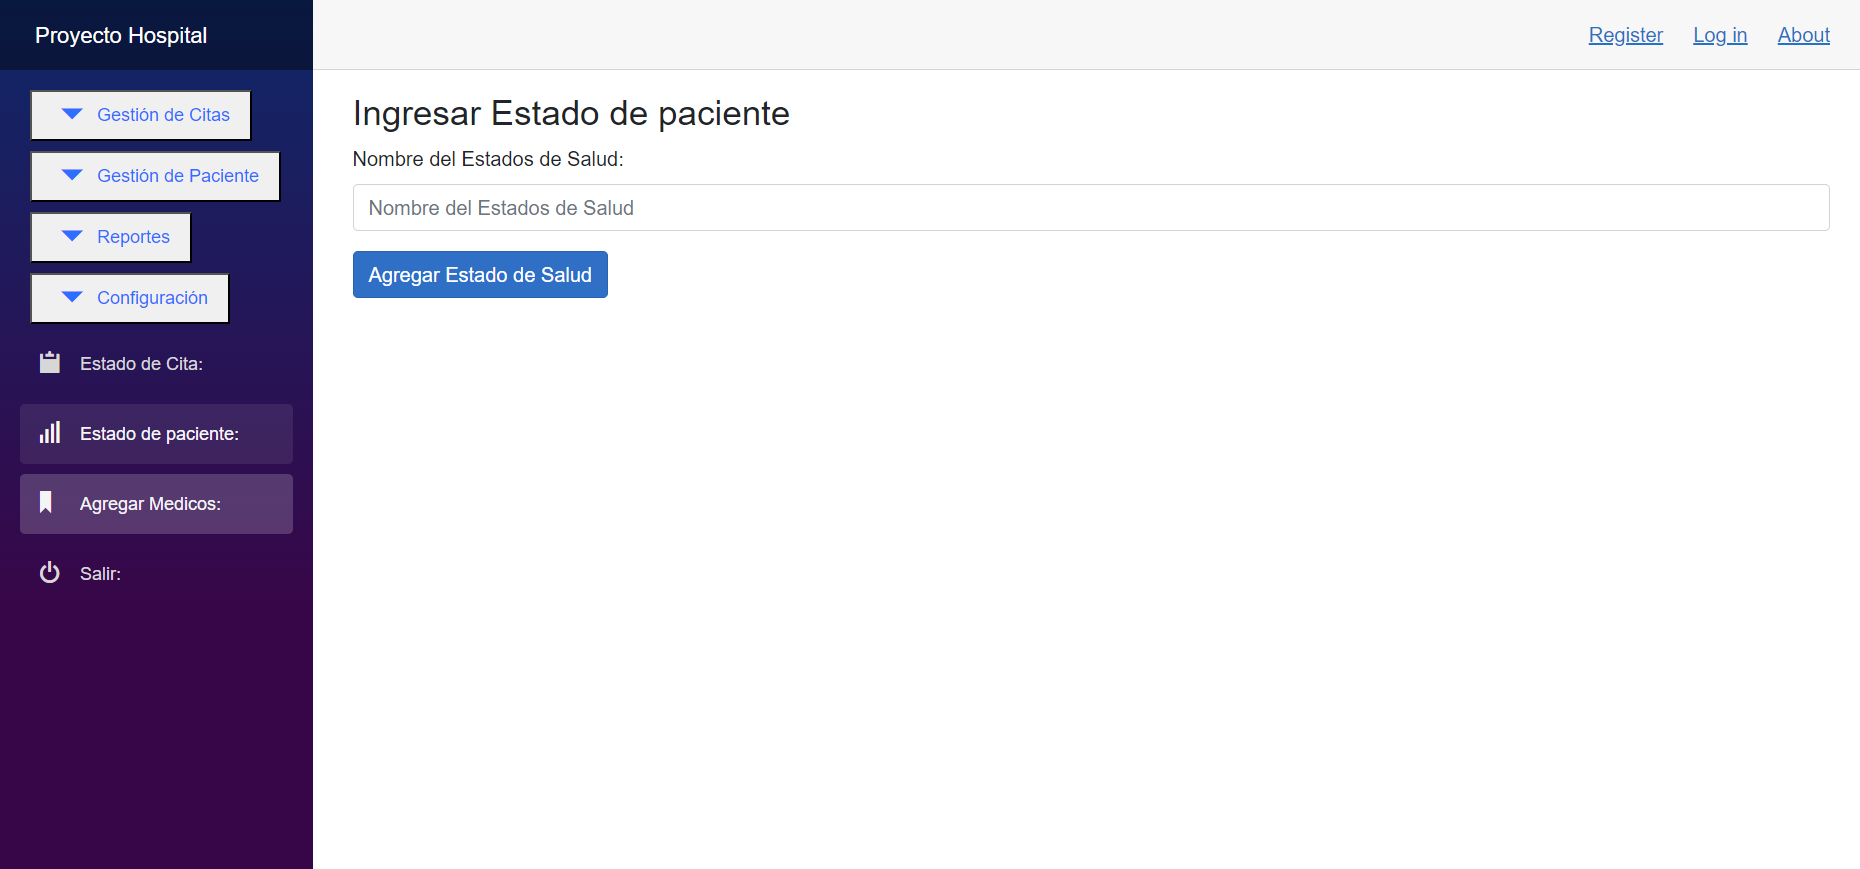 Proyecto Hospital
Register Log in About
Gestión de Citas
Gestión de Paciente
Reportes
Configuración
Estado de Cita:
Estado de paciente:
Agregar Medicos:
Salir:
Ingresar Estado de paciente
Nombre del Estados de Salud:
Nombre del Estados de Salud
Agregar Estado de Salud